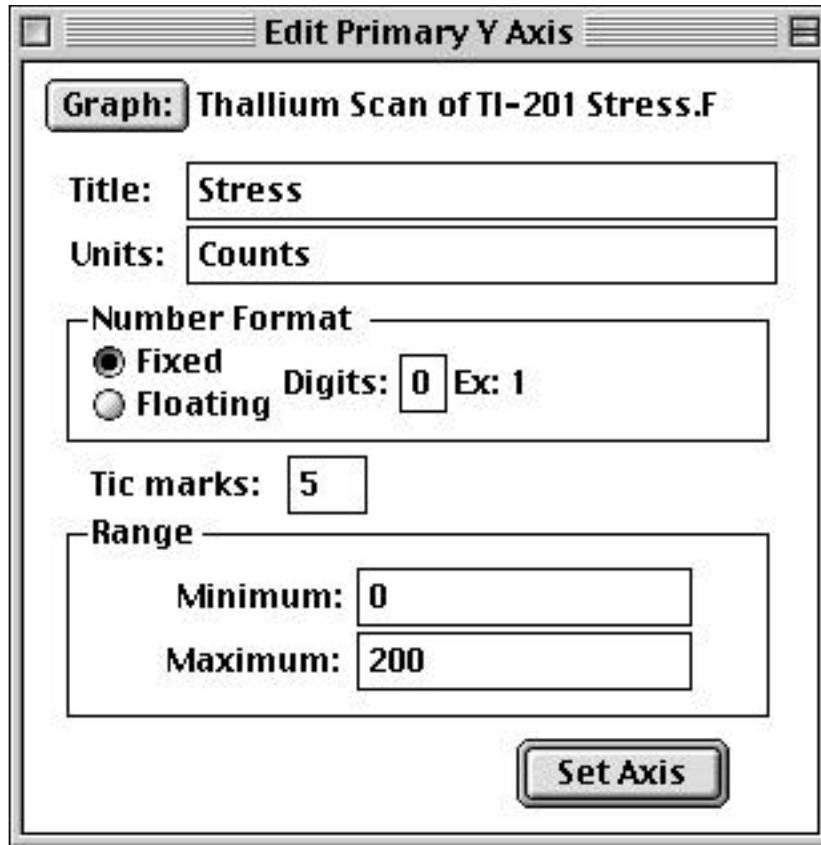 Edit Primary Y Axis
Graph: Thallium Scan of Tl-201 Stress.F
Title: Stress
Units: Counts
Number Format
Fixed
Floating
Digits: 0 Ex: 1
Tic marks: 5
Range
Minimum: 0
Maximum: 200
Set Axis